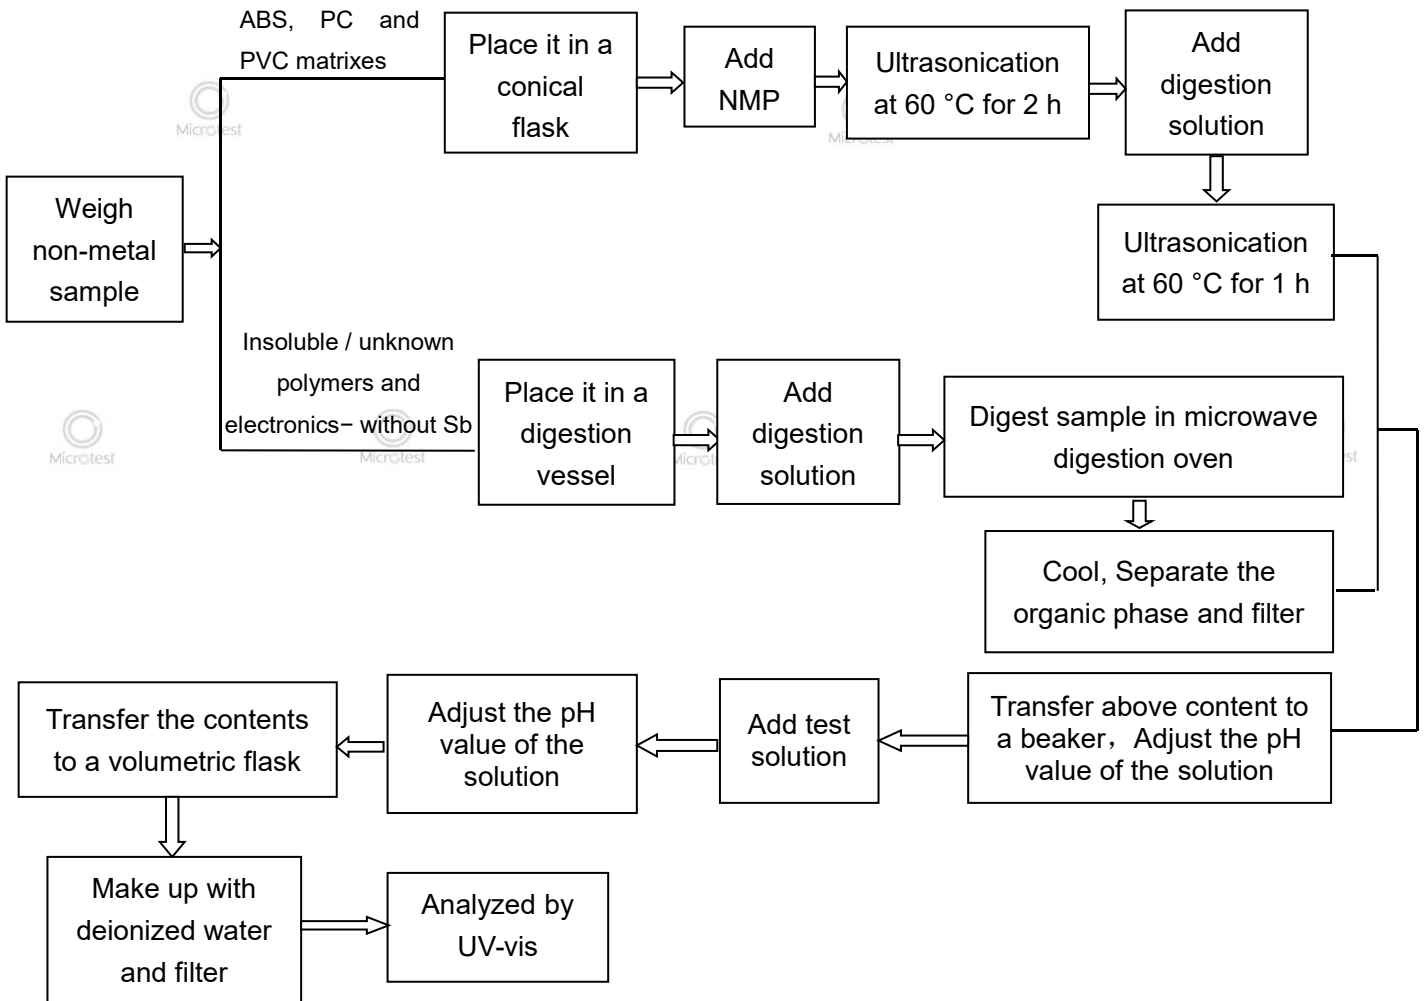 ABS, PC and
PVC matrixes
Place it in a
conical
flask
Add
NMP
Ultrasonication
at 60 °C for 2 h
Add
digestion
solution
Microtest
Microtest
Weigh
non-metal
sample
Ultrasonication
at 60 °C for 1 h
Insoluble / unknown
polymers and
electronics− without Sb
Place it in a
digestion
vessel
Add
digestion
solution
Digest sample in microwave
digestion oven
Microtest
Microtest
Cool, Separate the
organic phase and filter
Transfer above content to
a beaker，Adjust the pH
value of the solution
Add test
solution
Adjust the pH
value of the
solution
Transfer the contents
to a volumetric flask
Make up with
deionized water
and filter
Analyzed by
UV-vis